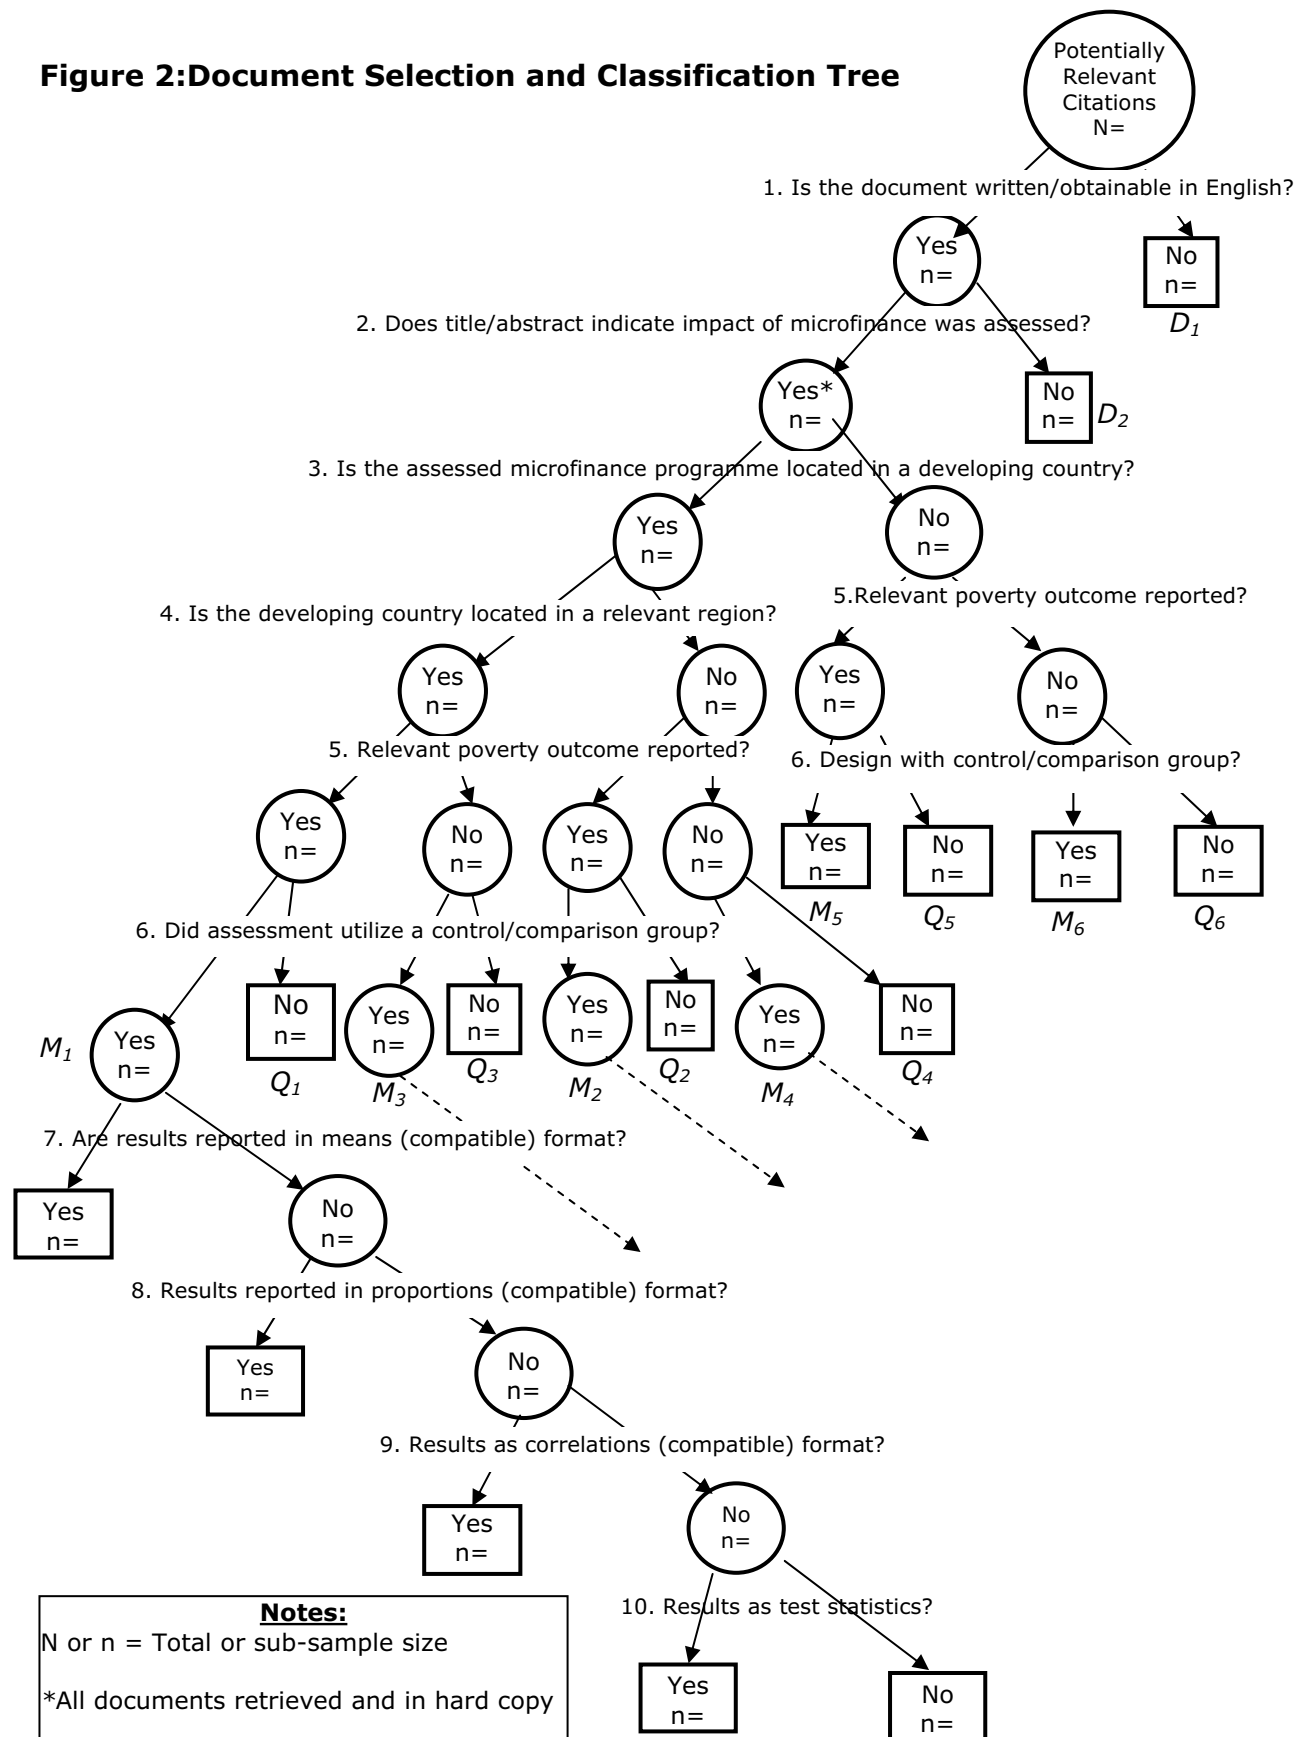 Figure 2:Document Selection and Classification Tree
Potentially
Relevant
Citations
N=
1. Is the document written/obtainable in English?
Yes
n=
No
n=
D₁
2. Does title/abstract indicate impact of microfinance was assessed?
Yes*
n=
No
n=
D₂
3. Is the assessed microfinance programme located in a developing country?
Yes
n=
No
n=
4. Is the developing country located in a relevant region?
5.Relevant poverty outcome reported?
Yes
n=
No
n=
Yes
n=
No
n=
5. Relevant poverty outcome reported?
6. Design with control/comparison group?
Yes
n=
No
n=
Yes
n=
No
n=
Yes
n=
M₅
No
n=
Q₅
Yes
n=
M₆
No
n=
Q₆
6. Did assessment utilize a control/comparison group?
M₁
Yes
n=
No
n=
Q₁
Yes
n=
M₃
No
n=
Q₃
Yes
n=
M₂
No
n=
Q₂
Yes
n=
M₄
No
n=
Q₄
7. Are results reported in means (compatible) format?
Yes
n=
No
n=
8. Results reported in proportions (compatible) format?
Yes
n=
No
n=
9. Results as correlations (compatible) format?
Yes
n=
No
n=
10. Results as test statistics?
Yes
n=
No
n=
Notes:
N or n = Total or sub-sample size
*All documents retrieved and in hard copy